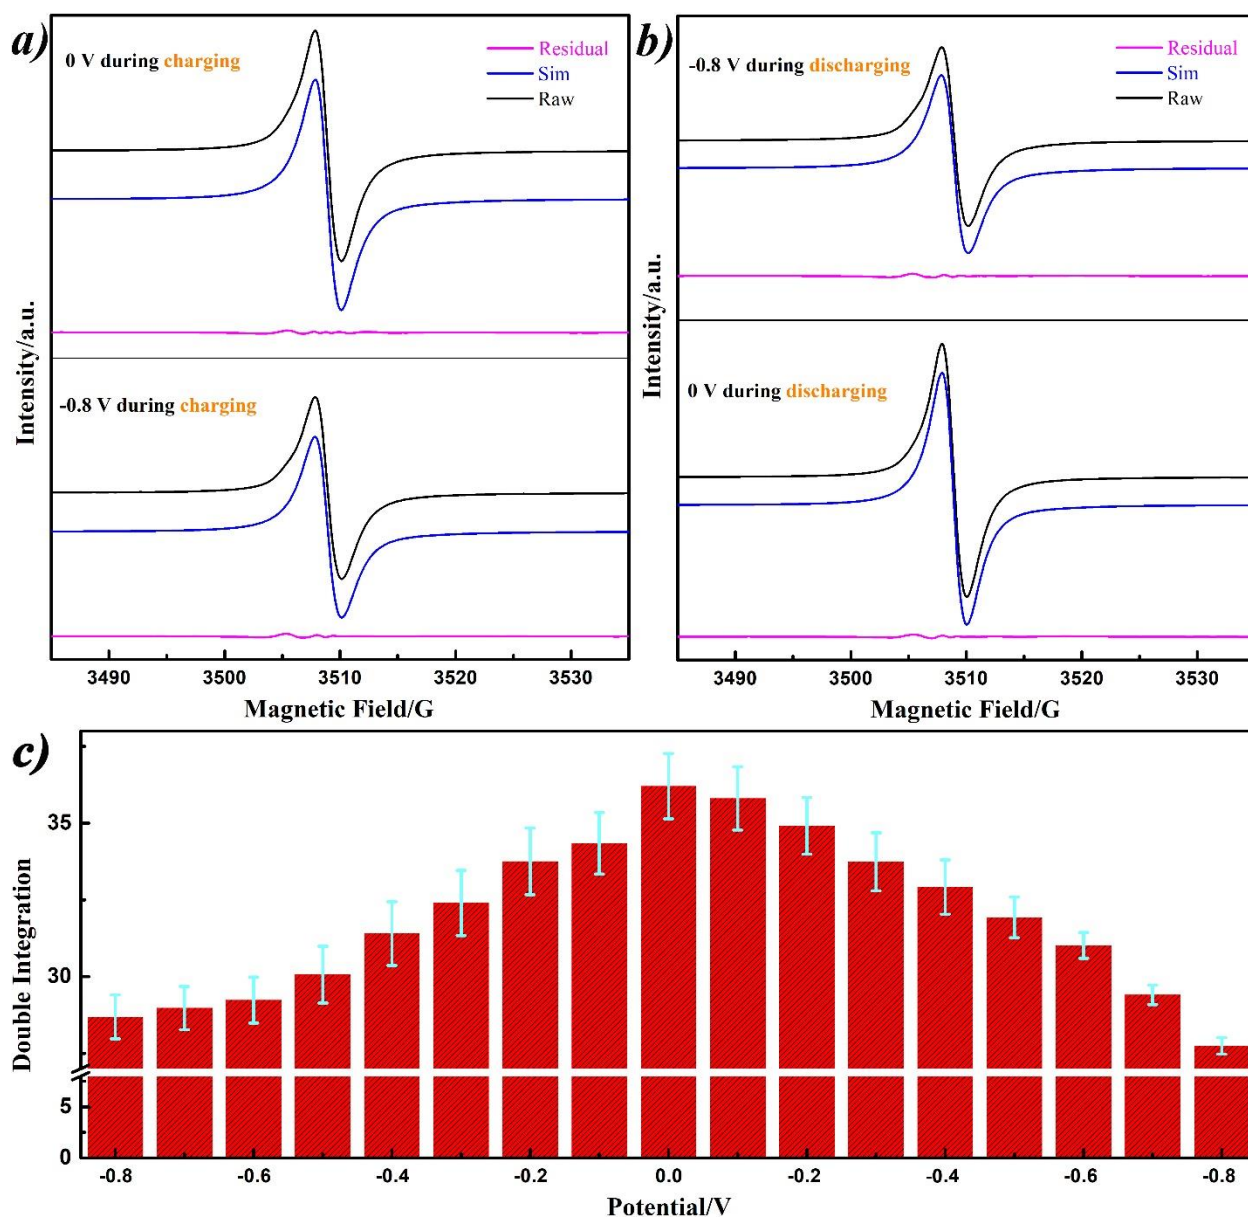 a)
0 V during charging
Residual
Sim
Raw
-0.8 V during charging
Intensity/a.u.
3490 3500 3510 3520 3530
Magnetic Field/G
b)
-0.8 V during discharging
Residual
Sim
Raw
0 V during discharging
Intensity/a.u.
3490 3500 3510 3520 3530
Magnetic Field/G
c)
Double Integration
35
30
5
0
-0.8 -0.6 -0.4 -0.2 0.0 -0.2 -0.4 -0.6 -0.8
Potential/V